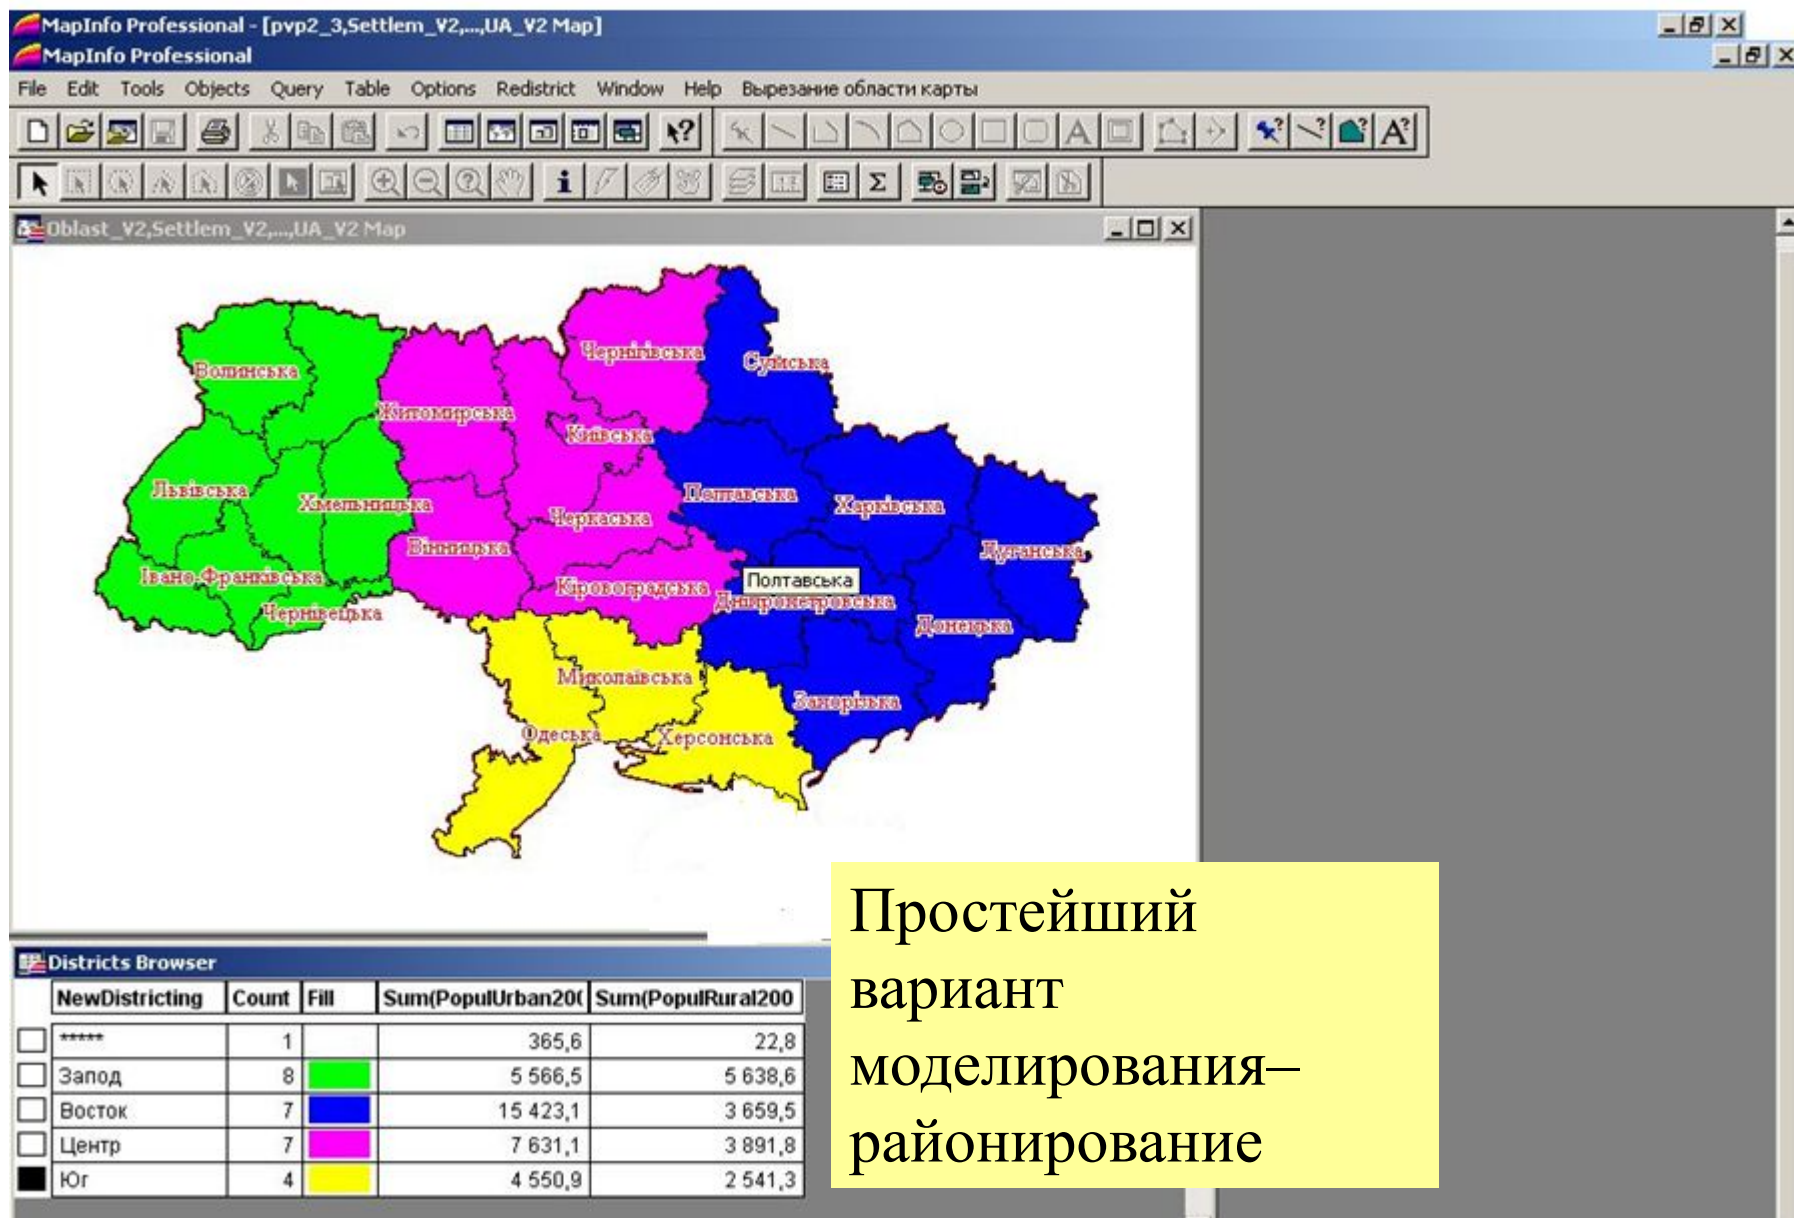 MapInfo Professional - [pvp2_3,Settlem_V2,...,UA_V2 Map]
MapInfo Professional
File Edit Tools Objects Query Table Options Redistrict Window Help Вырезание области карты
Oblast_V2,Settlem_V2,...,UA_V2 Map
Чернігівська
Сумська
Волинська
Житомирська
Київська
Львівська
Хмельницька
Полтавська
Харківська
Черкаська
Вінницька
Луганська
Івано-Франківська
Кіровоградська
Полтавська
Чернівецька
Донецька
Миколаївська
Запорізька
Одеська
Херсонська
Простейший
вариант
моделирования–
районирование
Districts Browser
NewDistricting Count Fill Sum(PopulUrban20( Sum(PopulRural200
***** 1 365,6 22,8
Запод 8 5 566,5 5 638,6
Восток 7 15 423,1 3 659,5
Центр 7 7 631,1 3 891,8
Юг 4 4 550,9 2 541,3